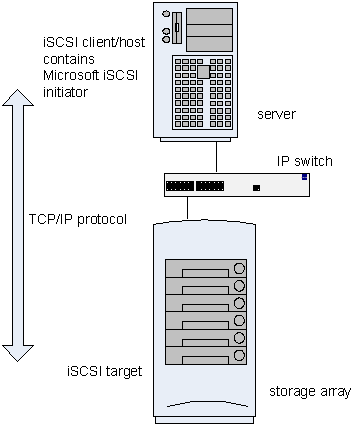 iSCSI client/host
contains
Microsoft iSCSI
initiator
server
IP switch
TCP/IP protocol
iSCSI target
storage array